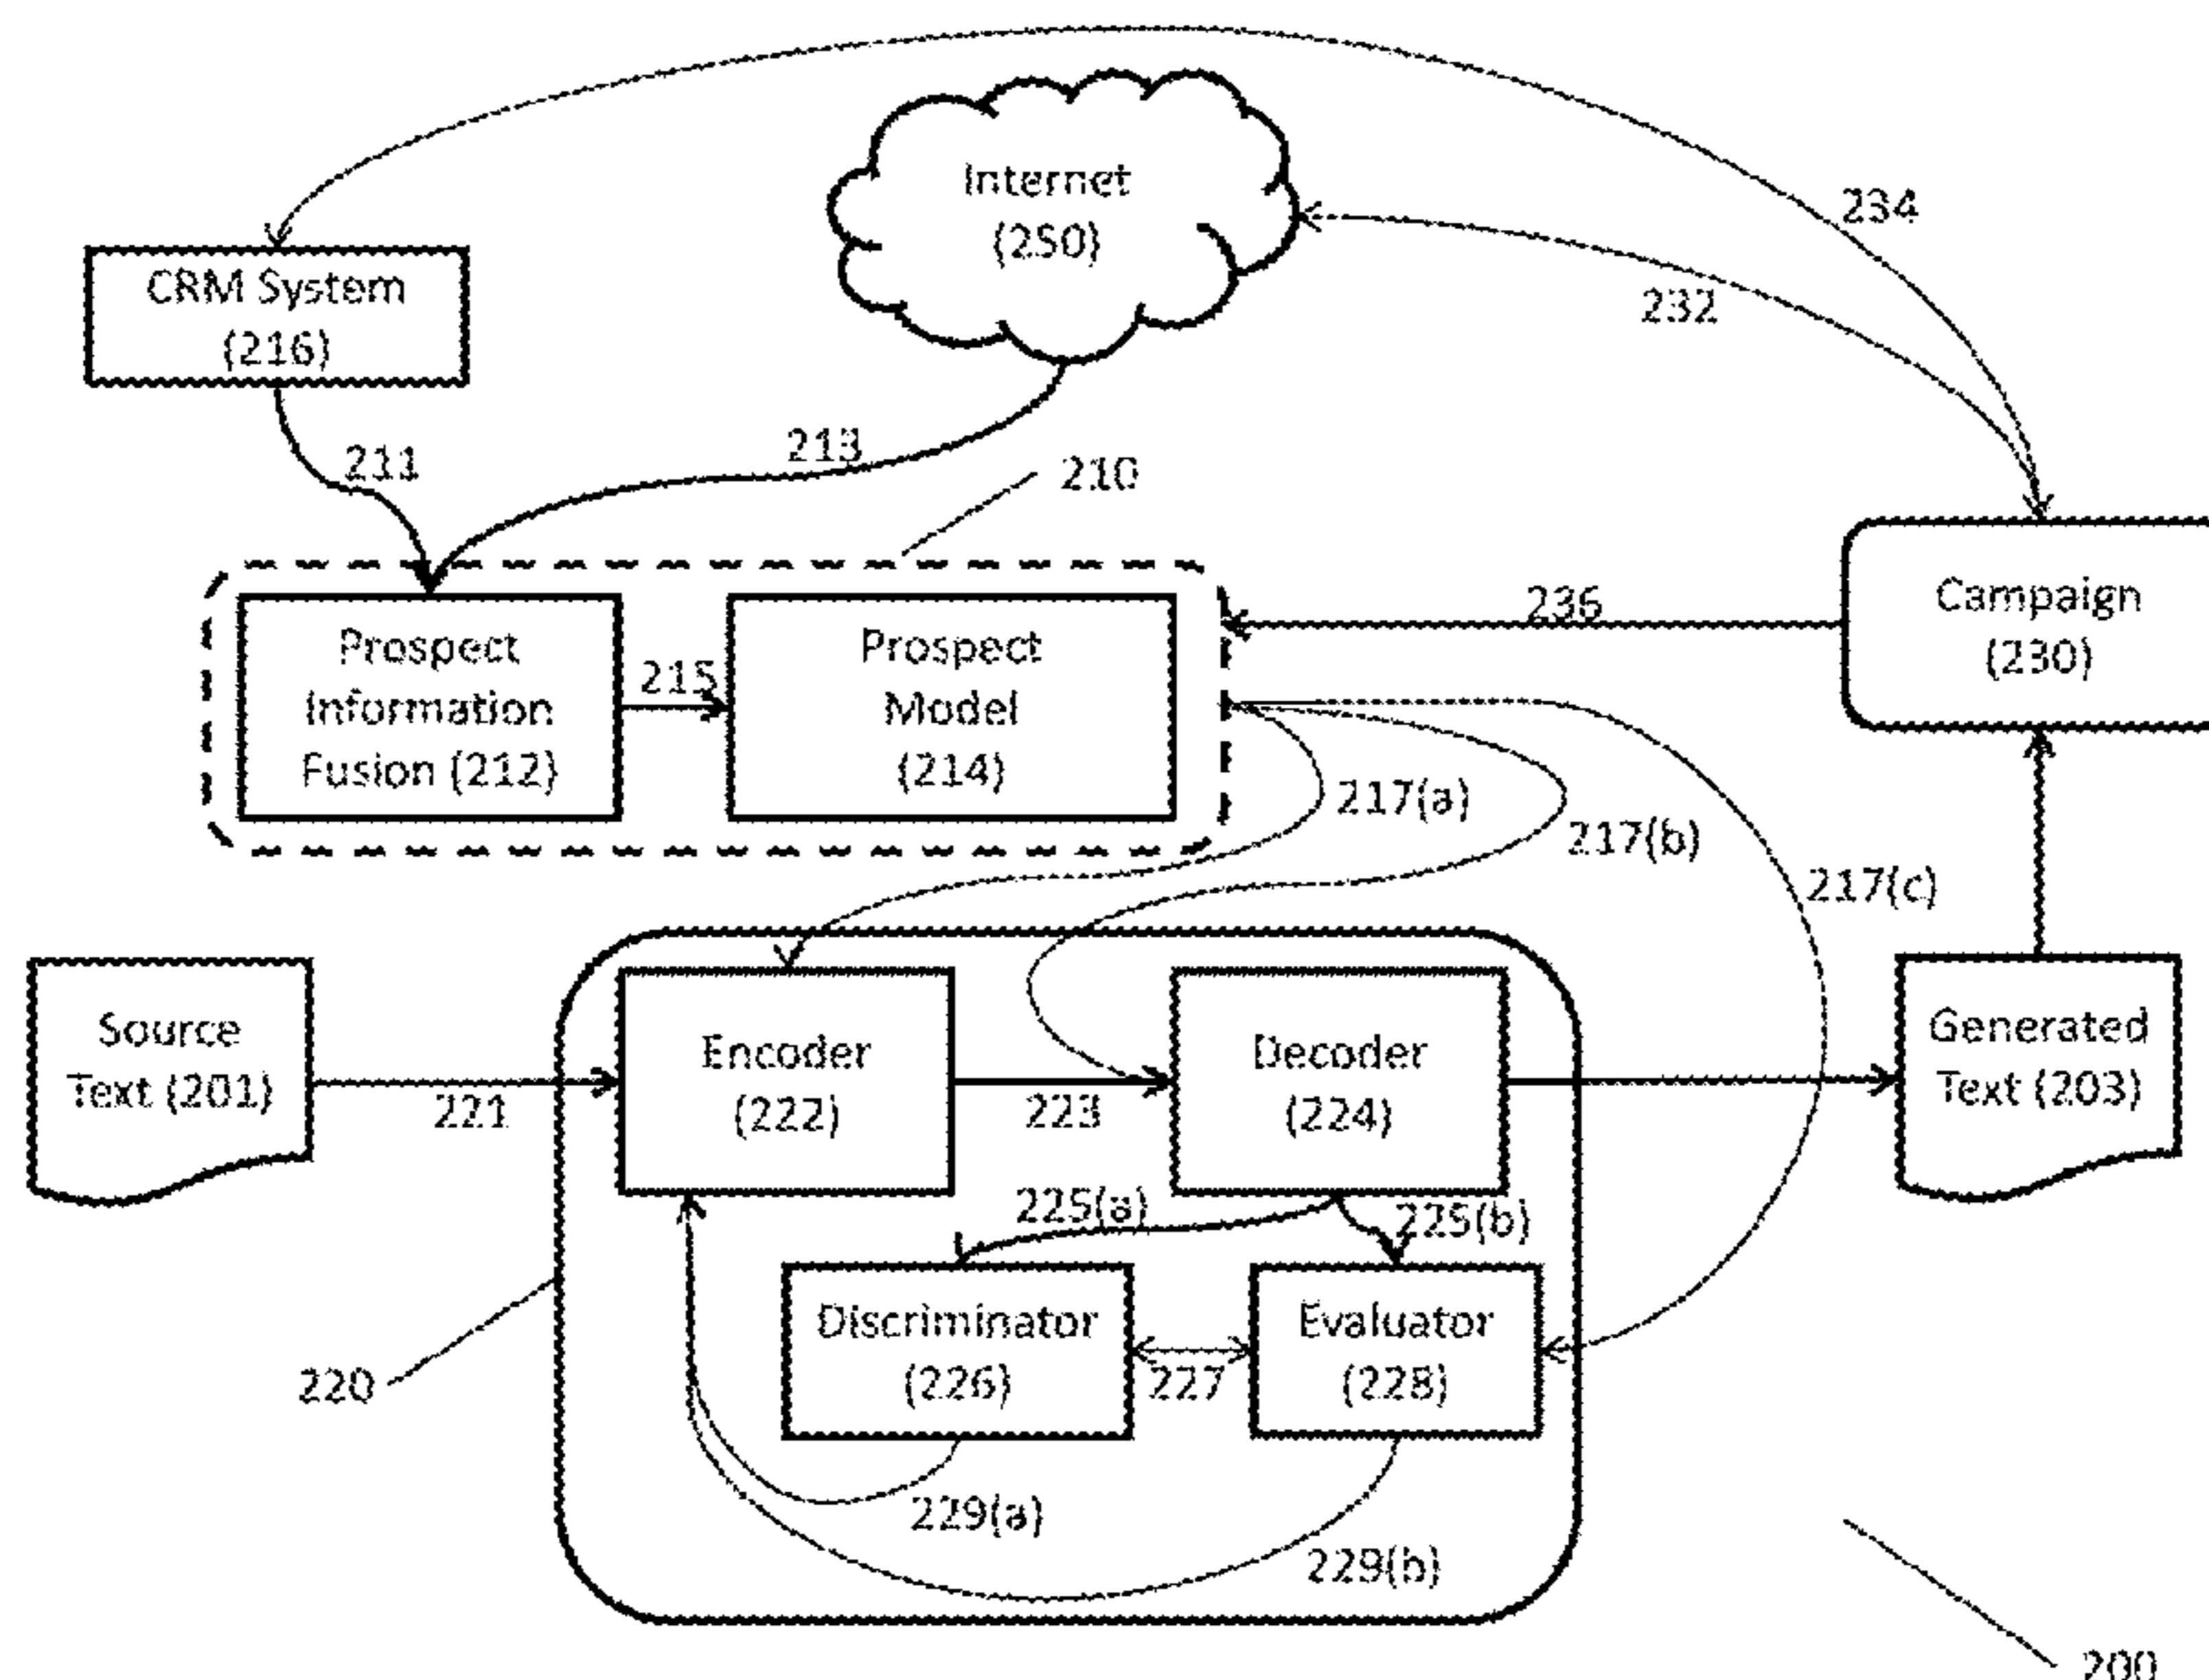 234
Internet
(250)
CRM System
(216)
232
211
213
210
Campaign
(230)
236
Prospect
Information
Fusion (212)
215
Prospect
Model
(214)
217(a)
217(b)
217(c)
Source
Text (201)
221
Encoder
(222)
223
Decoder
(224)
Generated
Text (203)
225(a)
225(b)
Discriminator
(226)
227
Evaluator
(228)
220
229(a)
229(b)
200